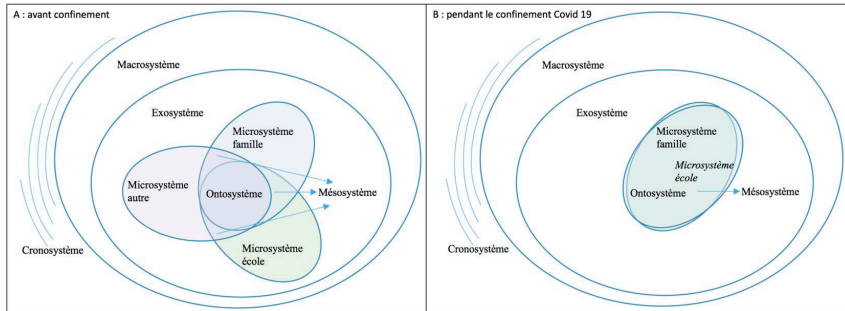 A : avant confinement
Macrosystème
Exosystème
Microsystème
famille
Microsystème
autre
Ontosystème
Mésosystème
Microsystème
école
Cronosystème
B : pendant le confinement Covid 19
Macrosystème
Exosystème
Microsystème
famille
Microsystème
école
Ontosystème
Mésosystème
Cronosystème